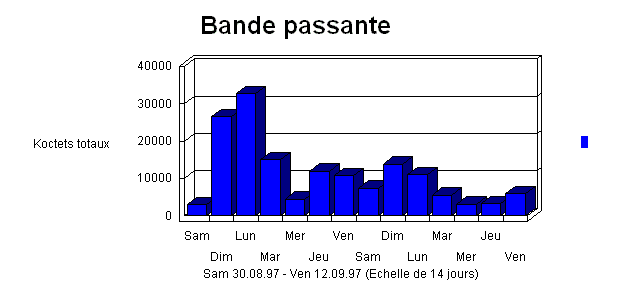 Bande passante
40000
30000
20000
10000
0
Koctets totaux
Sam Lun Mer Ven Dim Mar Jeu
Dim Mar Jeu Sam Lun Mer Ven
Sam 30.08.97 - Ven 12.09.97 (Echelle de 14 jours)